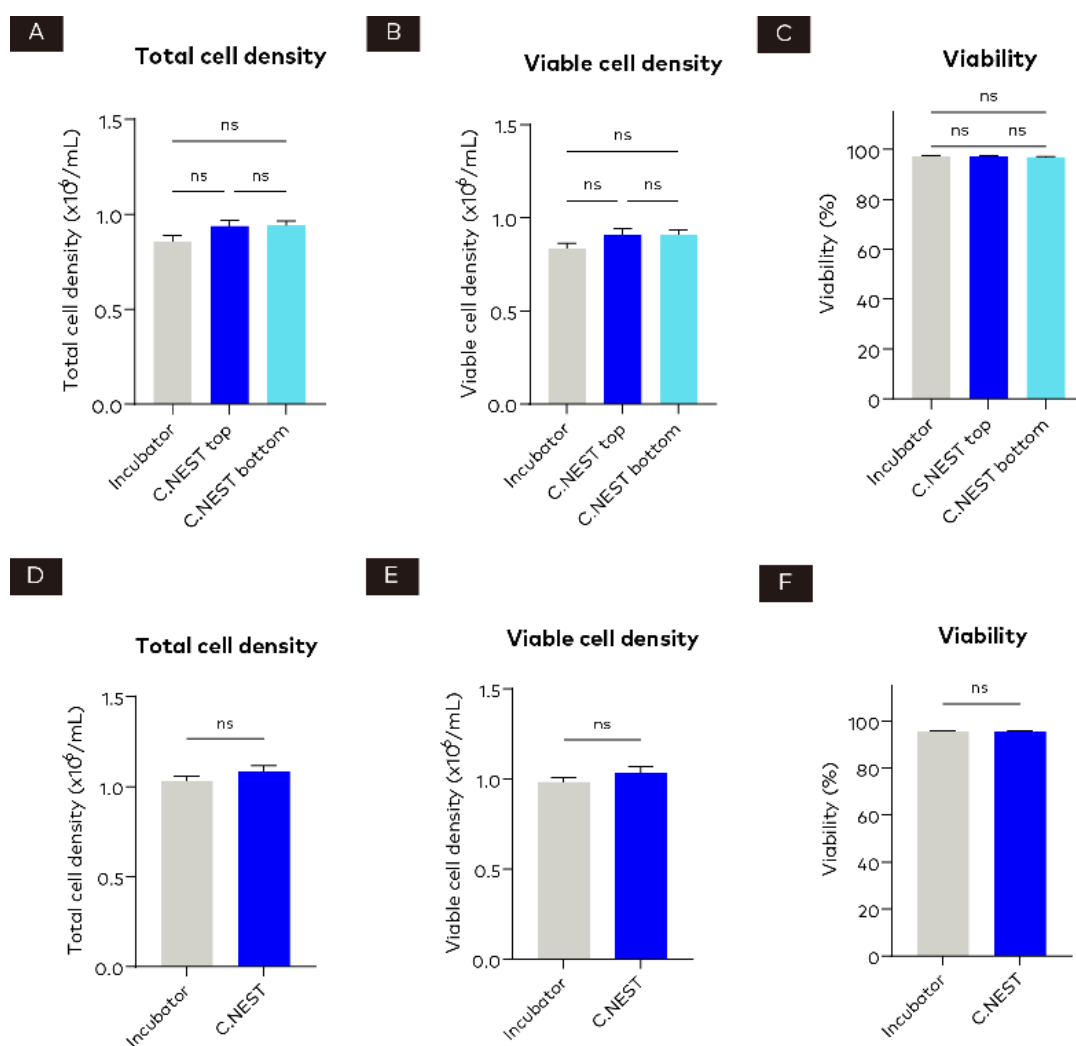 A
Total cell density
Total cell density (x10⁶/mL)
1.5
1.0
0.5
0.0
ns
ns
ns
Incubator
C.NEST top
C.NEST bottom
B
Viable cell density
Viable cell density (x10⁶/mL)
1.5
1.0
0.5
0.0
ns
ns
ns
Incubator
C.NEST top
C.NEST bottom
C
Viability
Viability (%)
100
80
60
40
20
0
ns
ns
ns
Incubator
C.NEST top
C.NEST bottom
D
Total cell density
Total cell density (x10⁶/mL)
1.5
1.0
0.5
0.0
ns
Incubator
C.NEST
E
Viable cell density
Viable cell density (x10⁶/mL)
1.5
1.0
0.5
0.0
ns
Incubator
C.NEST
F
Viability
Viability (%)
100
80
60
40
20
0
ns
Incubator
C.NEST